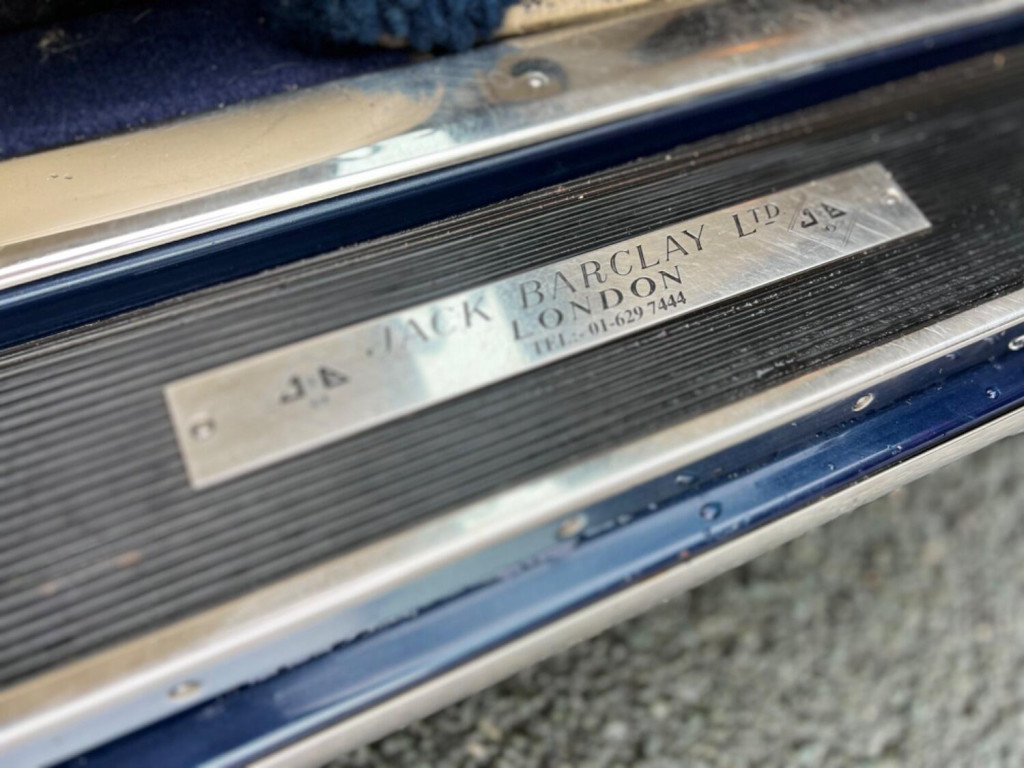 JACK BARCLAY LTD
LONDON
TEL:- 01-629 7444